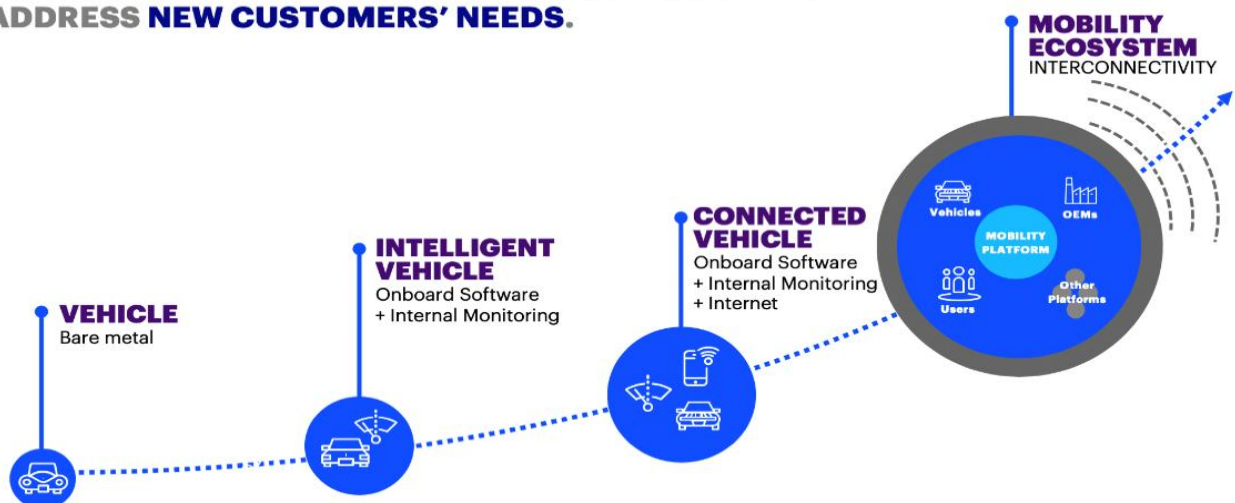 ADDRESS NEW CUSTOMERS' NEEDS.
MOBILITY
ECOSYSTEM
INTERCONNECTIVITY
Vehicles
OEMs
MOBILITY
PLATFORM
Users
Other
Platforms
CONNECTED
VEHICLE
Onboard Software
+ Internal Monitoring
+ Internet
INTELLIGENT
VEHICLE
Onboard Software
+ Internal Monitoring
VEHICLE
Bare metal